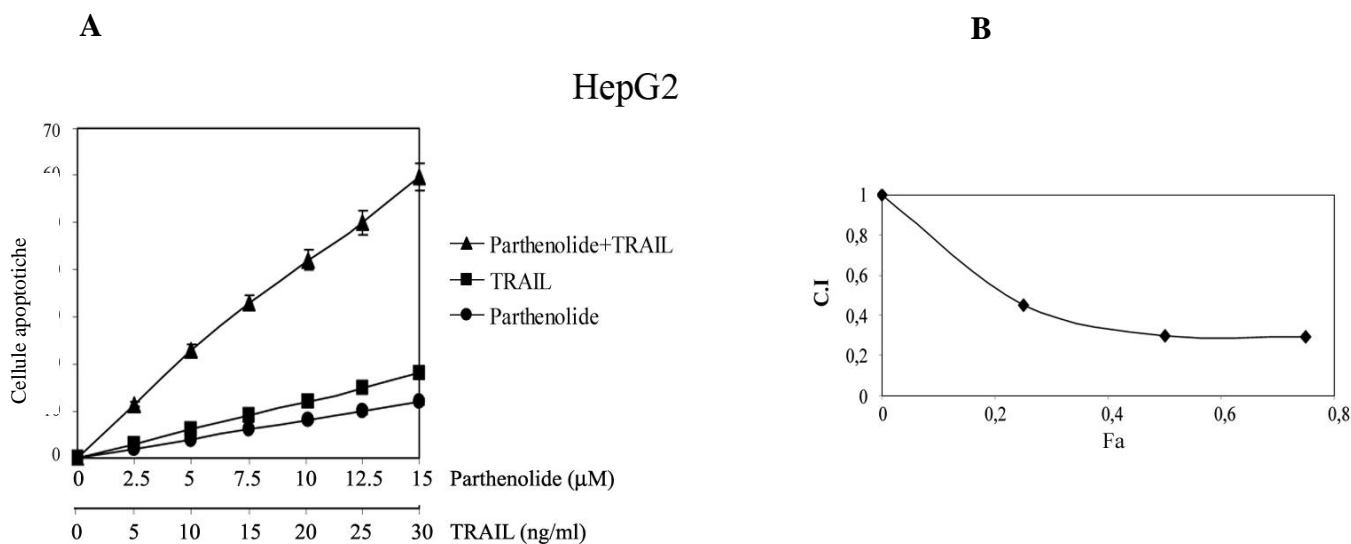 A
B
HepG2
70
60
0
Cellule apoptotiche
Parthenolide+TRAIL
TRAIL
Parthenolide
0 2.5 5 7.5 10 12.5 15 Parthenolide (μM)
0 5 10 15 20 25 30 TRAIL (ng/ml)
1
0,8
0,6
0,4
0,2
0
C.I
0 0,2 0,4 0,6 0,8
Fa